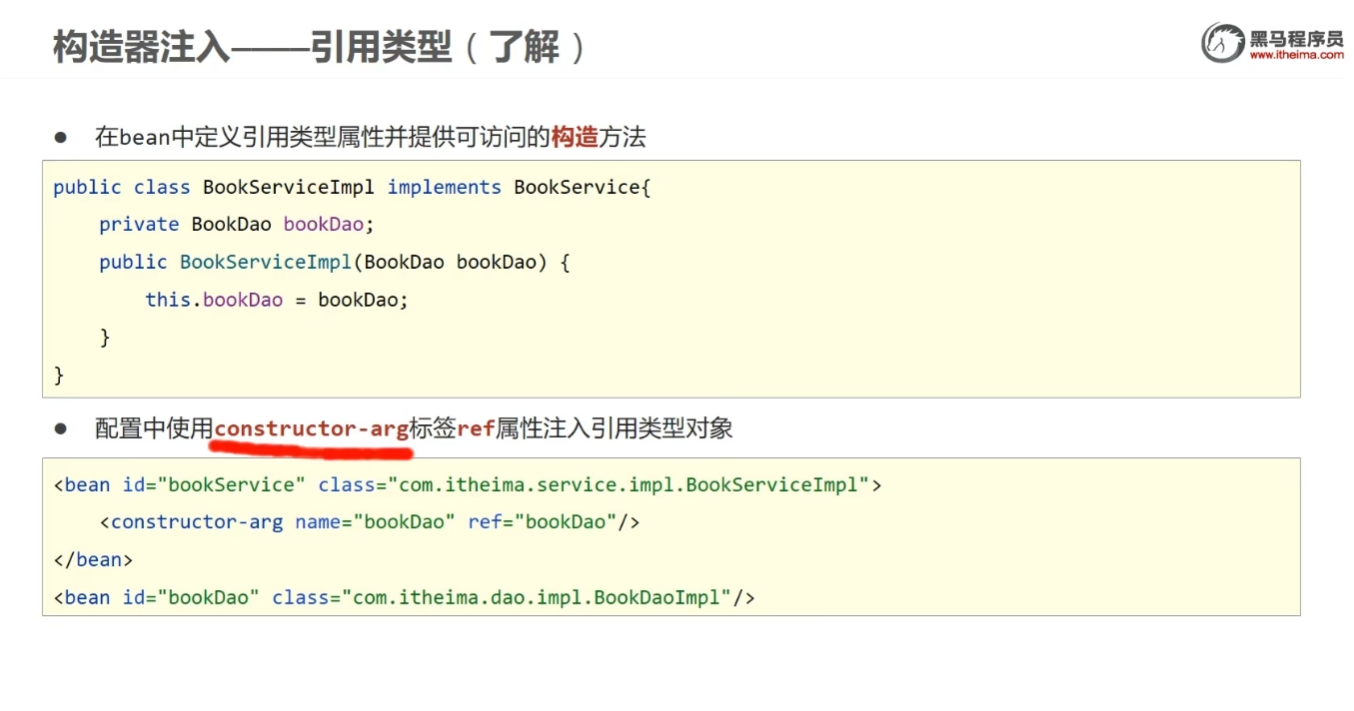 构造器注入——引用类型（了解）
黑马程序员
www.itheima.com
● 在bean中定义引用类型属性并提供可访问的构造方法
public class BookServiceImpl implements BookService{
    private BookDao bookDao;
    public BookServiceImpl(BookDao bookDao) {
        this.bookDao = bookDao;
    }
}
● 配置中使用constructor-arg标签ref属性注入引用类型对象
<bean id="bookService" class="com.itheima.service.impl.BookServiceImpl">
    <constructor-arg name="bookDao" ref="bookDao"/>
</bean>
<bean id="bookDao" class="com.itheima.dao.impl.BookDaoImpl"/>